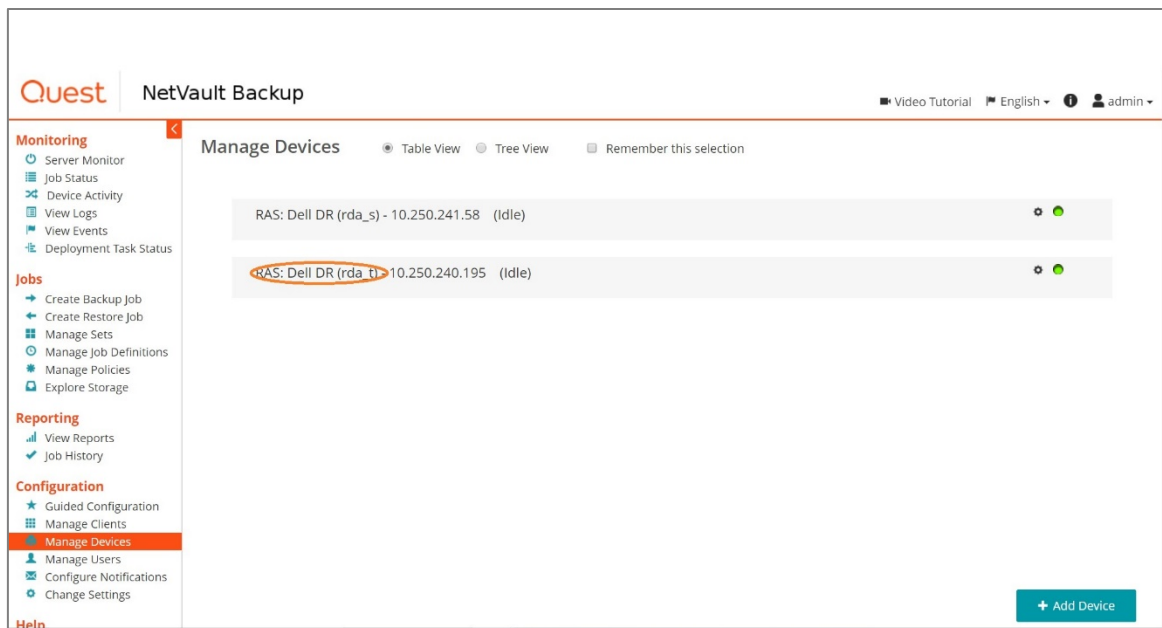 Quest
NetVault Backup
Video Tutorial English admin
Monitoring
Server Monitor
Job Status
Device Activity
View Logs
View Events
Deployment Task Status
Jobs
Create Backup Job
Create Restore Job
Manage Sets
Manage Job Definitions
Manage Policies
Explore Storage
Reporting
View Reports
Job History
Configuration
Guided Configuration
Manage Clients
Manage Devices
Manage Users
Configure Notifications
Change Settings
Help
Manage Devices Table View Tree View Remember this selection
RAS: Dell DR (rda_s) - 10.250.241.58 (Idle)
RAS: Dell DR (rda_t) - 10.250.240.195 (Idle)
+ Add Device